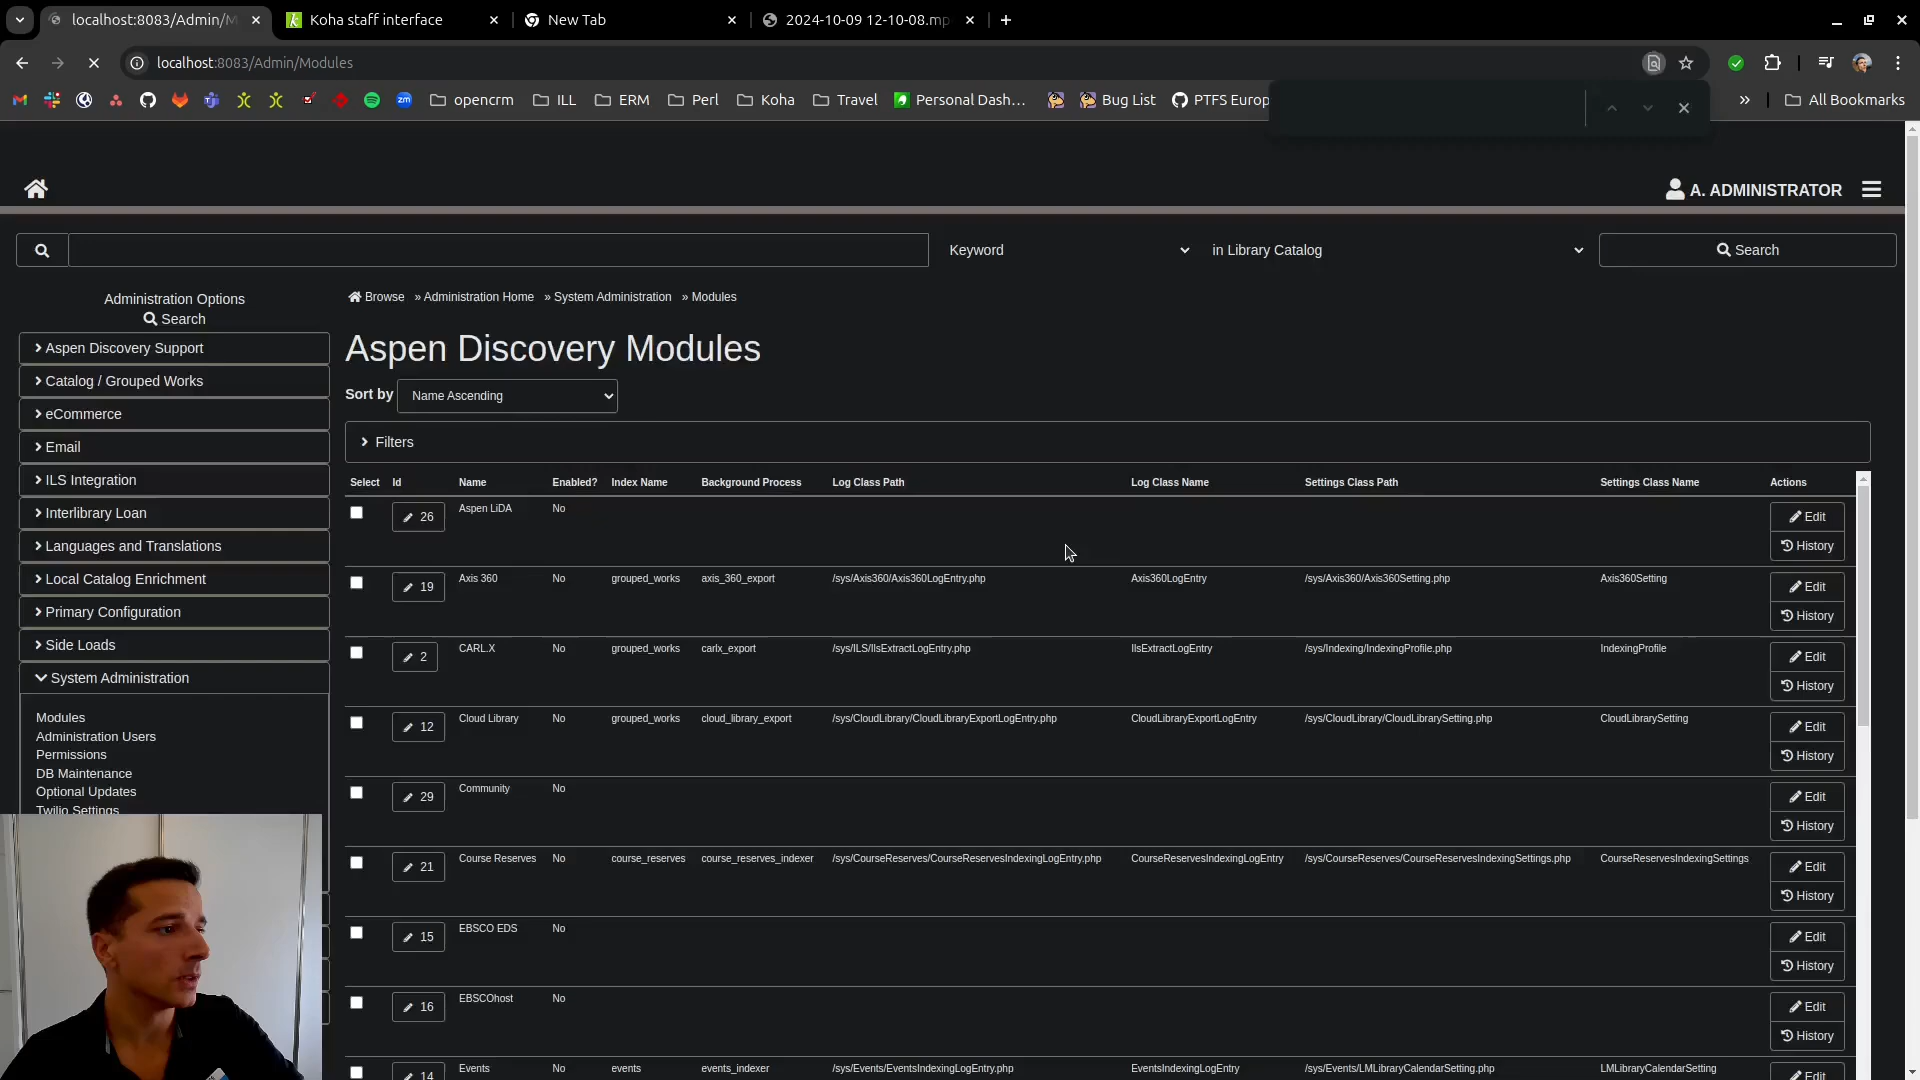 localhost:8083/Admin/M
Koha staff interface
New Tab
2024-10-09 12-10-08.mp
localhost:8083/Admin/Modules
opencrm
ILL
ERM
Perl
Koha
Travel
Personal Dash...
Bug List
PTFS Europ
All Bookmarks
A. ADMINISTRATOR
Keyword
in Library Catalog
Search
Administration Options
Search
Aspen Discovery Support
Catalog / Grouped Works
eCommerce
Email
ILS Integration
Interlibrary Loan
Languages and Translations
Local Catalog Enrichment
Primary Configuration
Side Loads
System Administration
Modules
Administration Users
Permissions
DB Maintenance
Optional Updates
Twilio Settings
Browse » Administration Home » System Administration » Modules
Aspen Discovery Modules
Sort by Name Ascending
Filters
Select Id Name Enabled? Index Name Background Process Log Class Path Log Class Name Settings Class Path Settings Class Name Actions
26 Aspen LiDA No Edit
History
19 Axis 360 No grouped_works axis_360_export /sys/Axis360/Axis360LogEntry.php Axis360LogEntry /sys/Axis360/Axis360Setting.php Axis360Setting Edit
History
2 CARL.X No grouped_works carlx_export /sys/ILS/IlsExtractLogEntry.php IlsExtractLogEntry /sys/Indexing/IndexingProfile.php IndexingProfile Edit
History
12 Cloud Library No grouped_works cloud_library_export /sys/CloudLibrary/CloudLibraryExportLogEntry.php CloudLibraryExportLogEntry /sys/CloudLibrary/CloudLibrarySetting.php CloudLibrarySetting Edit
History
29 Community No Edit
History
21 Course Reserves No course_reserves course_reserves_indexer /sys/CourseReserves/CourseReservesIndexingLogEntry.php CourseReservesIndexingLogEntry /sys/CourseReserves/CourseReservesIndexingSettings.php CourseReservesIndexingSettings Edit
History
15 EBSCO EDS No Edit
History
16 EBSCOhost No Edit
History
14 Events No events events_indexer /sys/Events/EventsIndexingLogEntry.php EventsIndexingLogEntry /sys/Events/LMLibraryCalendarSetting.php LMLibraryCalendarSetting Edit